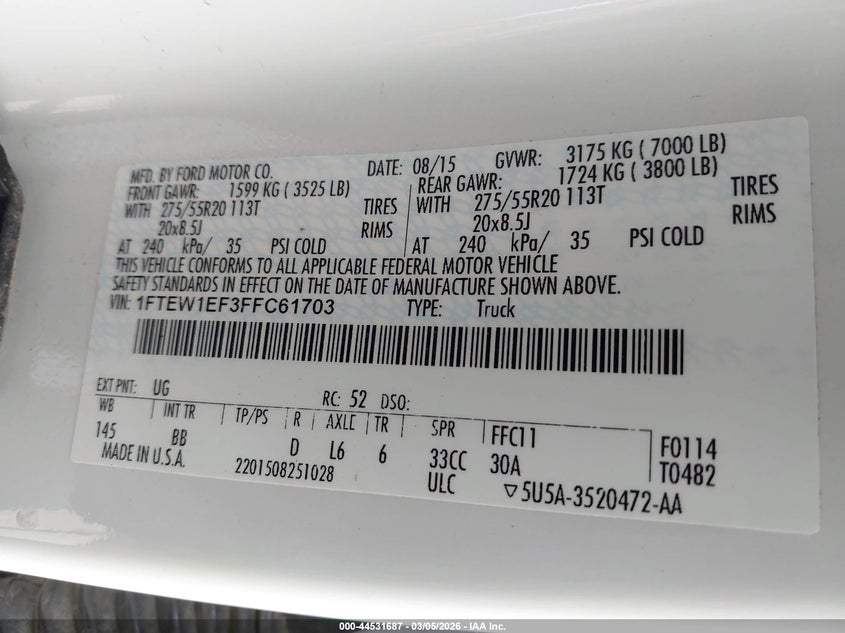 MFD. BY FORD MOTOR CO. DATE: 08/15 GVWR: 3175 KG ( 7000 LB)
FRONT GAWR: 1599 KG ( 3525 LB) REAR GAWR: 1724 KG ( 3800 LB)
WITH 275/55R20 113T TIRES WITH 275/55R20 113T TIRES
20x8.5J RIMS 20x8.5J RIMS
AT 240 kPa/ 35 PSI COLD AT 240 kPa/ 35 PSI COLD
THIS VEHICLE CONFORMS TO ALL APPLICABLE FEDERAL MOTOR VEHICLE
SAFETY STANDARDS IN EFFECT ON THE DATE OF MANUFACTURE SHOWN ABOVE.
VIN: 1FTEW1EF3FFC61703 TYPE: Truck
EXT PNT: UG RC: 52 DSO:
WB INT TR TP/PS R AXLE TR SPR FFC11 F0114
145 BB D L6 6 33CC 30A T0482
MADE IN U.S.A. 2201508251028 ULC ▽5U5A-3520472-AA
000-44531687 - 03/05/2026 - IAA Inc.